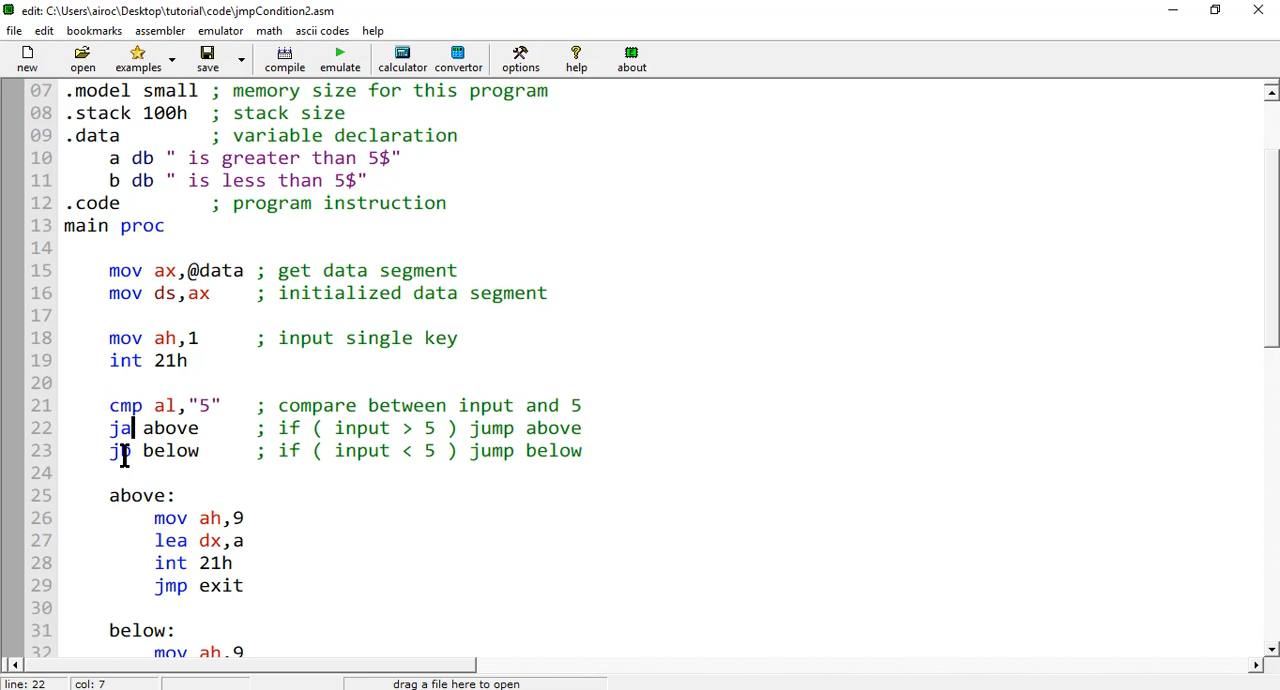 edit: C:\Users\airoc\Desktop\tutorial\code\jmpCondition2.asm
file edit bookmarks assembler emulator math ascii codes help
new open examples save compile emulate calculator convertor options help about
07 .model small ; memory size for this program
08 .stack 100h ; stack size
09 .data ; variable declaration
10 a db " is greater than 5$"
11 b db " is less than 5$"
12 .code ; program instruction
13 main proc
14
15 mov ax,@data ; get data segment
16 mov ds,ax ; initialized data segment
17
18 mov ah,1 ; input single key
19 int 21h
20
21 cmp al,"5" ; compare between input and 5
22 ja above ; if ( input > 5 ) jump above
23 below ; if ( input < 5 ) jump below
24
25 above:
26 mov ah,9
27 lea dx,a
28 int 21h
29 jmp exit
30
31 below:
32 mov ah,9
line: 22 col: 7 drag a file here to open